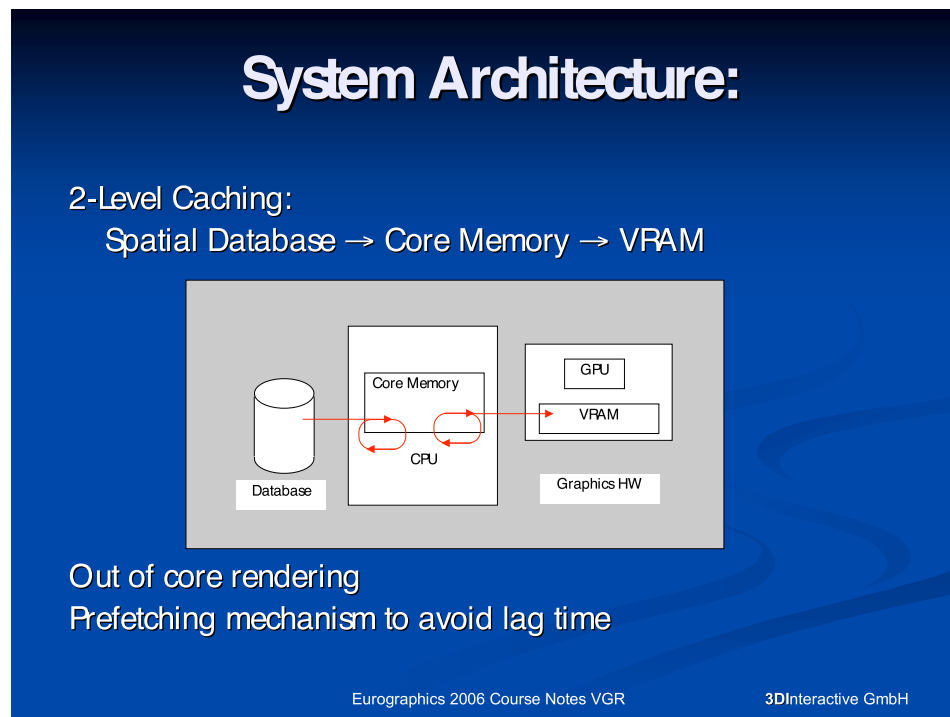 System Architecture:
2-Level Caching:
Spatial Database → Core Memory → VRAM
Core Memory
GPU
VRAM
CPU
Database
Graphics HW
Out of core rendering
Prefetching mechanism to avoid lag time
Eurographics 2006 Course Notes VGR
3DInteractive GmbH